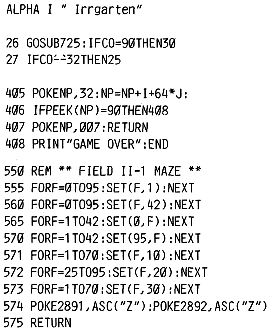 ALPHA I " Irrgarten"
26 GOSUB725:IFCO=90THEN30
27 IFCO--32THEN25
405 POKENP,32:NP=NP+I+64*J:
406 IFPEEK(NP)=90THEN408
407 POKENP,007:RETURN
408 PRINT"GAME OVER":END
550 REM ** FIELD II-1 MAZE **
555 FORF=0TO95:SET(F,1):NEXT
560 FORF=0TO95:SET(F,42):NEXT
565 FORF=1TO42:SET(0,F):NEXT
570 FORF=1TO42:SET(95,F):NEXT
571 FORF=1TO70:SET(F,10):NEXT
572 FORF=25TO95:SET(F,20):NEXT
573 FORF=1TO70:SET(F,30):NEXT
574 POKE2891,ASC("Z"):POKE2892,ASC("Z")
575 RETURN